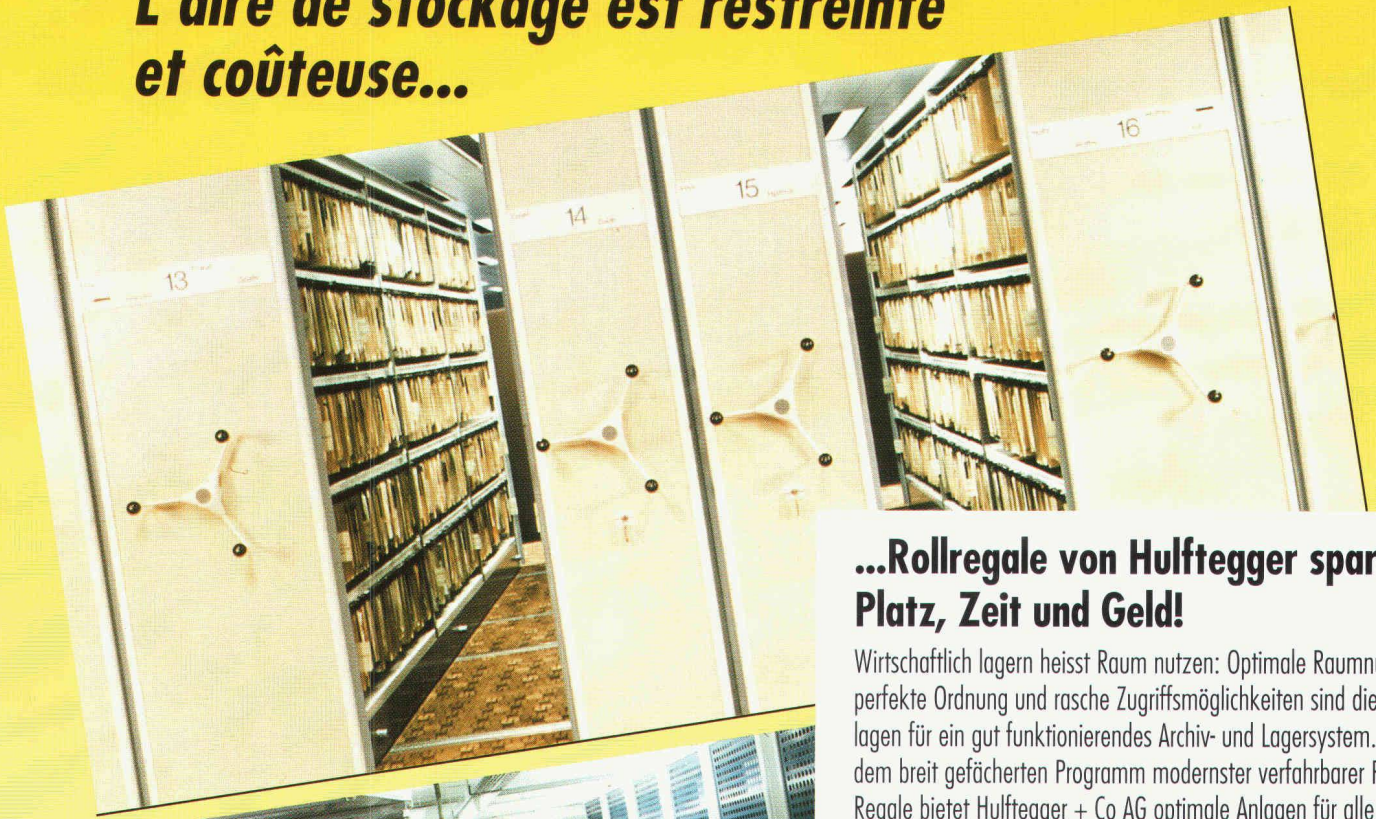 L'aire de stockage est restreinte
et coûteuse...
13
14
15
16
...Rollregale von Hulftegger
Platz, Zeit und Geld!
Wirtschaftlich lagern heisst Raum nutzen: Optimale
perfekte Ordnung und rasche Zugriffsmöglichkeiten sind die
lagen für ein gut funktionierendes Archiv- und Lagersystem.
dem breit gefächerten Programm modernster verfahrbarer
Regale bietet Hulftegger + Co AG optimale Anlagen für alle